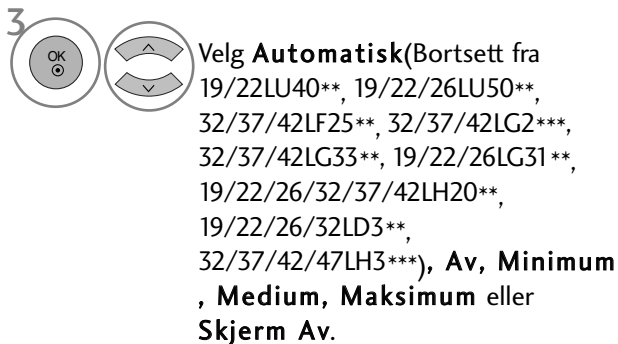 3
OK
Velg Automatisk(Bortsett fra
19/22LU40**, 19/22/26LU50**,
32/37/42LF25**, 32/37/42LG2***,
32/37/42LG33**, 19/22/26LG31**,
19/22/26/32/37/42LH20**,
19/22/26/32LD3**,
32/37/42/47LH3***), Av, Minimum
, Medium, Maksimum eller
Skjerm Av.